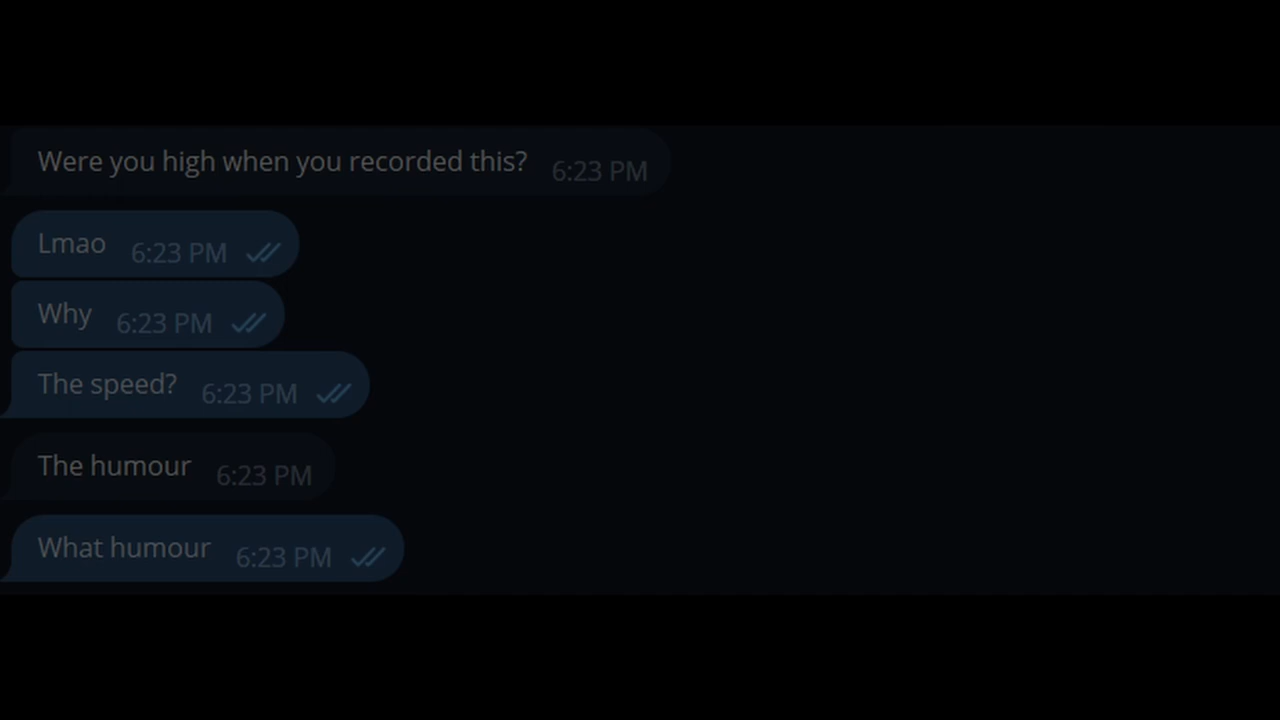 Were you high when you recorded this? 6:23 PM
Lmao 6:23 PM
Why 6:23 PM
The speed? 6:23 PM
The humour 6:23 PM
What humour 6:23 PM